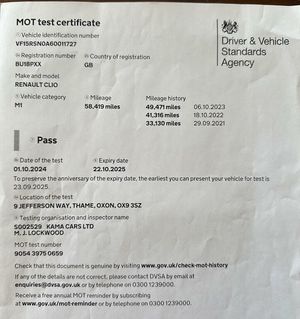 MOT test certificate
Vehicle identification number
VF15RSN0A60011727
Driver & Vehicle
Standards
Agency
Registration number
Country of registration
BU18PXX
GB
Make and model
RENAULT CLIO
Vehicle category
Mileage
Mileage history
M1
58,419 miles
49,471 miles 06.10.2023
41,316 miles 18.10.2022
33,130 miles 29.09.2021
Pass
Date of the test
Expiry date
01.10.2024
22.10.2025
To preserve the anniversary of the expiry date, the earliest you can present your vehicle for test is
23.09.2025.
Location of the test
9 JEFFERSON WAY, THAME, OXON, OX9 3SZ
Testing organisation and inspector name
S002529 KAMA CARS LTD
M. J. LOCKWOOD
MOT test number
9054 3975 0659
Check that this document is genuine by visiting www.gov.uk/check-mot-history
If any of the details are not correct, please contact DVSA by email at
enquiries@dvsa.gov.uk or by telephone on 0300 1239000.
Receive a free annual MOT reminder by subscribing
at www.gov.uk/mot-reminder or by telephone on 0300 1239000.